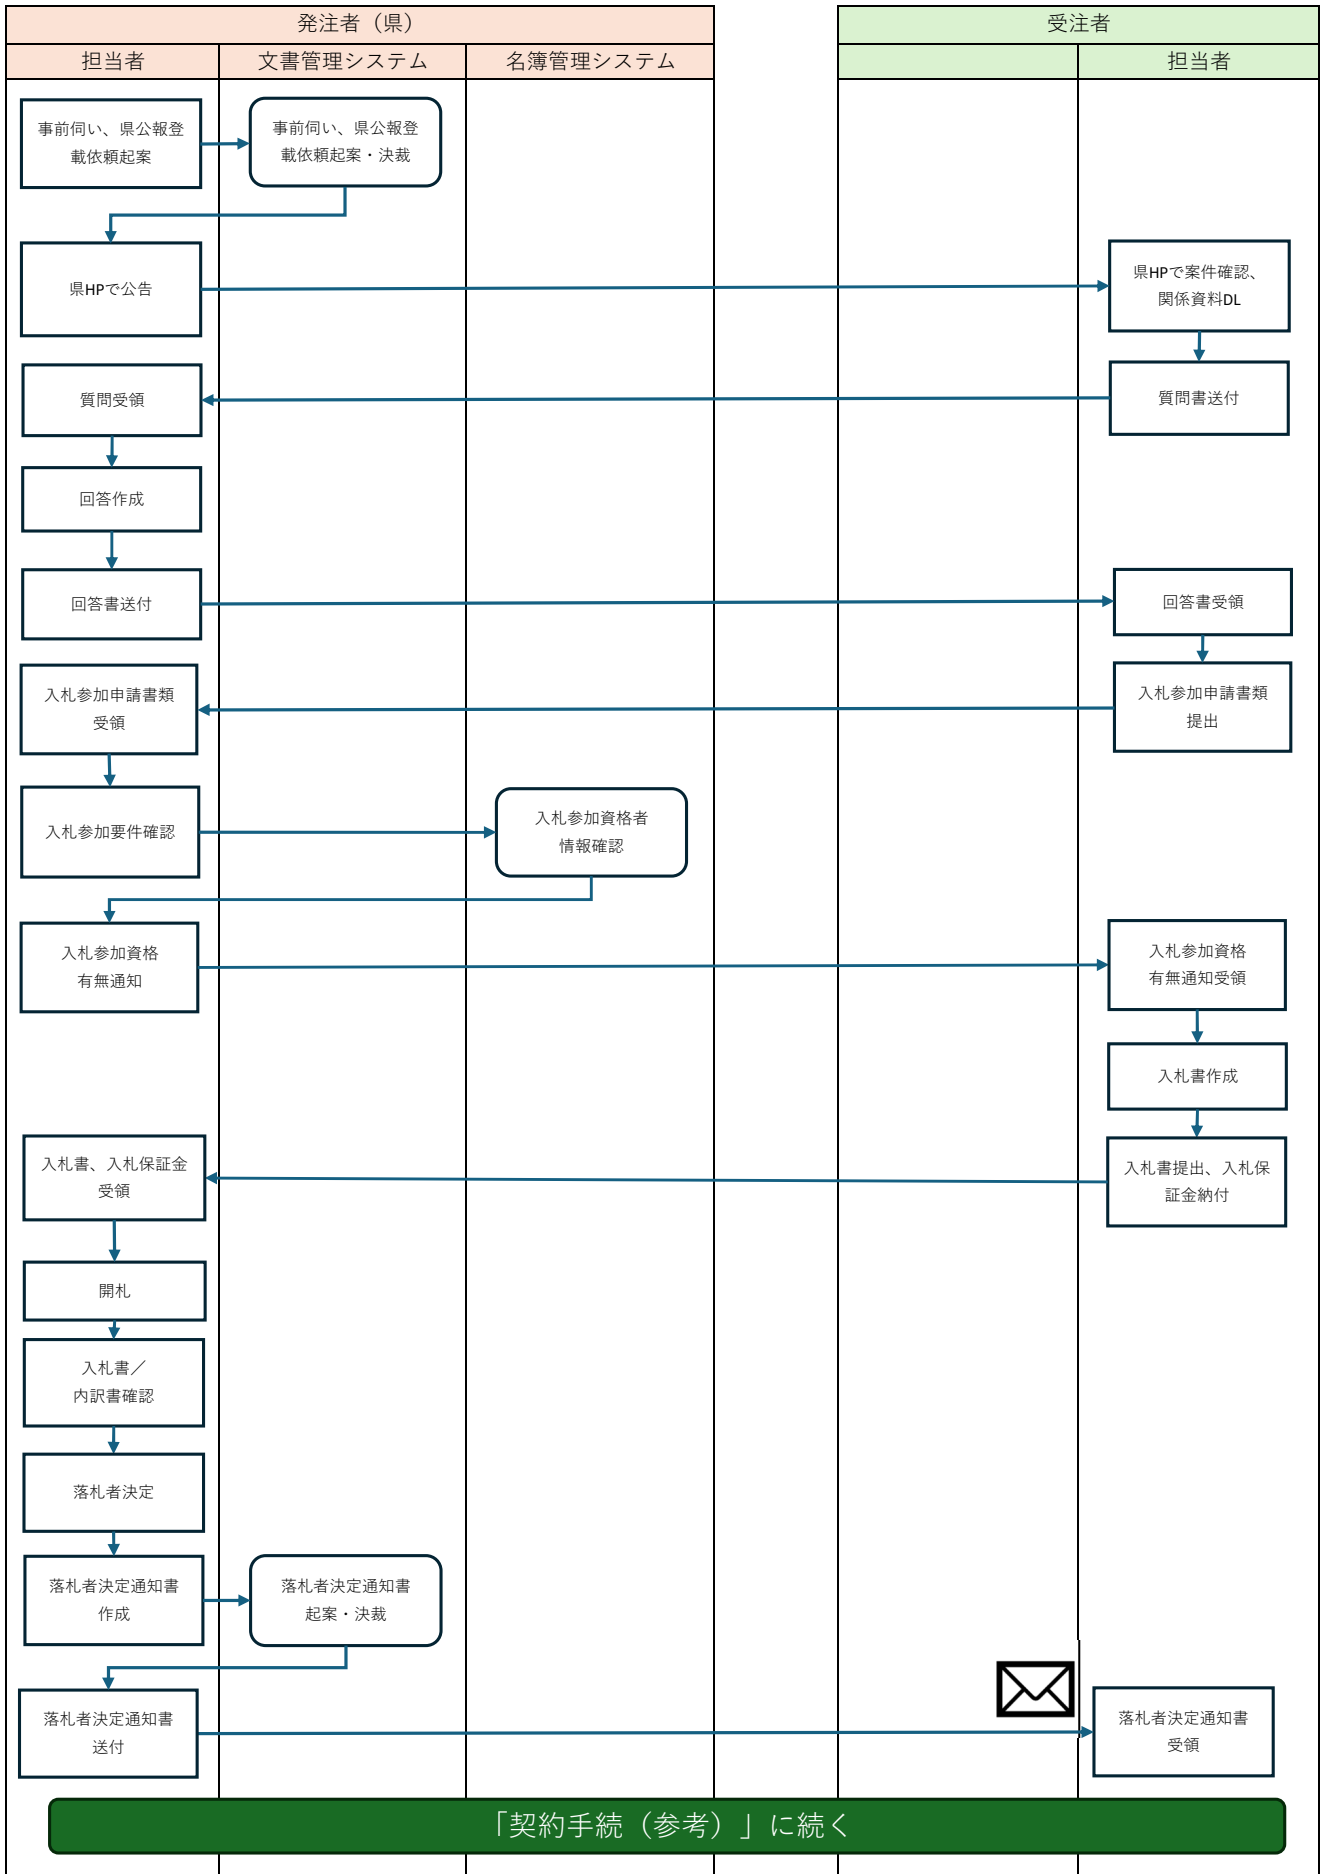 発注者（県）
受注者
担当者
文書管理システム
名簿管理システム
担当者
事前伺い、県公報登
載依頼起案
事前伺い、県公報登
載依頼起案・決裁
県HPで公告
県HPで案件確認、
関係資料DL
質問受領
質問書送付
回答作成
回答書送付
回答書受領
入札参加申請書類
受領
入札参加申請書類
提出
入札参加要件確認
入札参加資格者
情報確認
入札参加資格
有無通知
入札参加資格
有無通知受領
入札書作成
入札書、入札保証金
受領
入札書提出、入札保
証金納付
開札
入札書／
内訳書確認
落札者決定
落札者決定通知書
作成
落札者決定通知書
起案・決裁
落札者決定通知書
送付
落札者決定通知書
受領
「契約手続（参考）」に続く